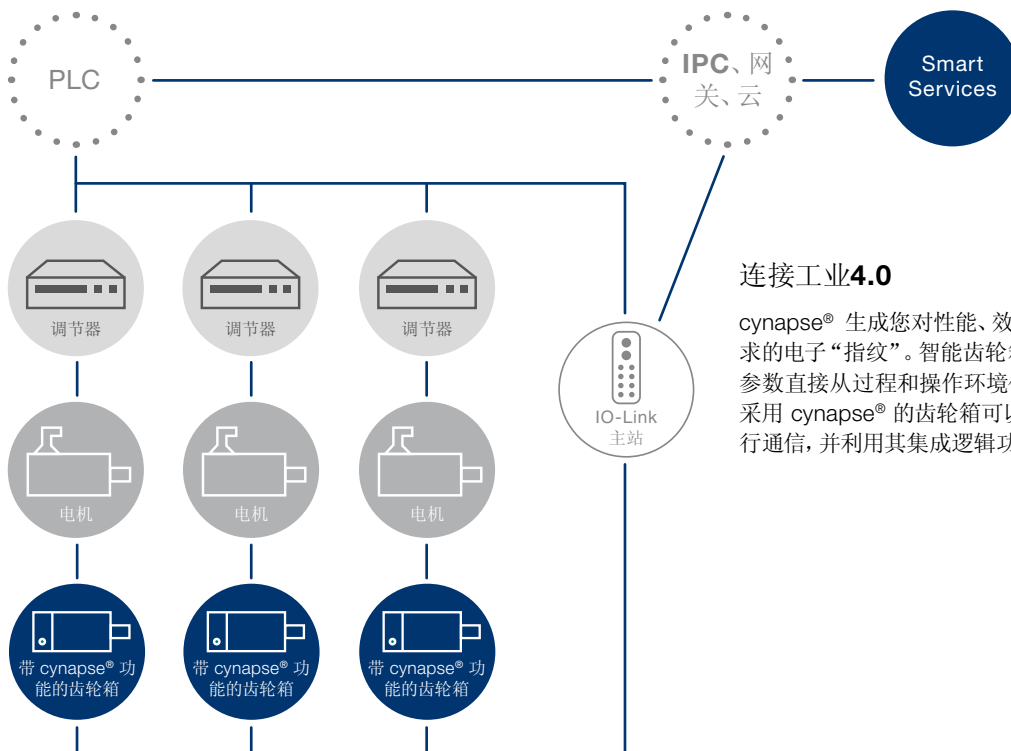 PLC
IPC、网
关、云
Smart
Services
调节器
调节器
调节器
连接工业4.0
cynapse® 生成您对性能、效
求的电子“指纹”。智能齿轮
参数直接从过程和操作环境
采用 cynapse® 的齿轮箱可
行通信, 并利用其集成逻辑
IO-Link
主站
电机
电机
电机
带 cynapse® 功
能的齿轮箱
带 cynapse® 功
能的齿轮箱
带 cynapse® 功
能的齿轮箱